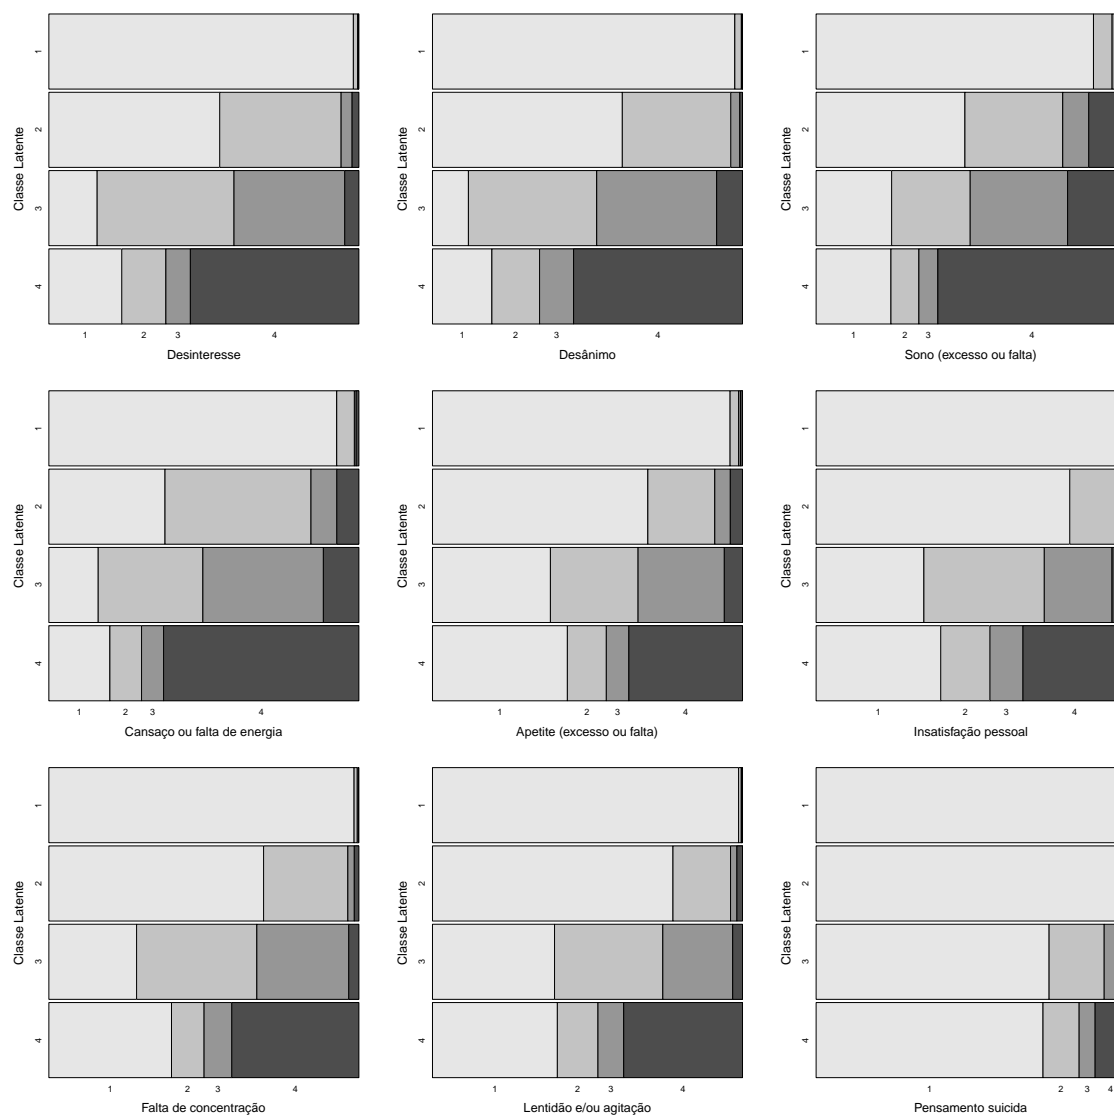 Classe Latente
1
2
3
4
1 2 3 4
Desinteresse
Classe Latente
1
2
3
4
1 2 3 4
Desânimo
Classe Latente
1
2
3
4
1 2 3 4
Sono (excesso ou falta)
Classe Latente
1
2
3
4
1 2 3 4
Cansaço ou falta de energia
Classe Latente
1
2
3
4
1 2 3 4
Apetite (excesso ou falta)
Classe Latente
1
2
3
4
1 2 3 4
Insatisfação pessoal
Classe Latente
1
2
3
4
1 2 3 4
Falta de concentração
Classe Latente
1
2
3
4
1 2 3 4
Lentidão e/ou agitação
Classe Latente
1
2
3
4
1 2 3 4
Pensamento suicida